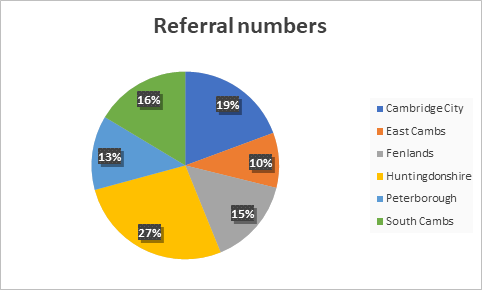 Referral numbers
16%
19%
13%
10%
15%
27%
Cambridge City
East Cambs
Fenlands
Huntingdonshire
Peterborough
South Cambs